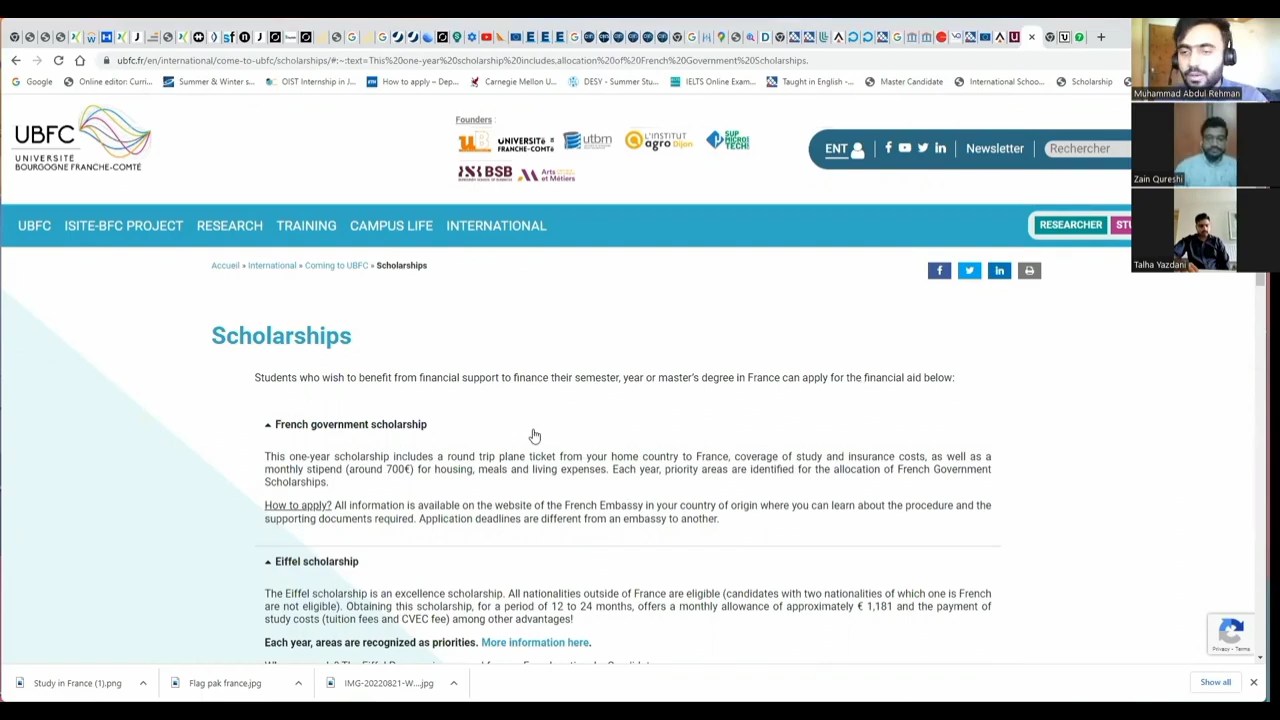 ubfc.fr/en/international/come-to-ubfc/scholarships/#:~:text=This%20one-year%20scholarship%20includes,allocation%20of%20French%20Government%20Scholarships.
Google
Online editor: Curri...
Summer & Winter s...
OIST Internship in J...
How to apply – Dep...
Carnegie Mellon U...
DESY - Summer Stu...
IELTS Online Exam...
Taught in English -...
Master Candidate
International Schoo...
Scholarship
Muhammad Abdul Rehman
Zain Qureshi
Talha Yazdani
UBFC
UNIVERSITÉ
BOURGOGNE FRANCHE-COMTÉ
Founders :
UNIVERSITÉ
FRANCHE-COMTÉ
utbm
L'INSTITUT
agro Dijon
SUP
MICRO
TECH
BSB
Arts
et Métiers
ENT
Newsletter
Rechercher
UBFC
ISITE-BFC PROJECT
RESEARCH
TRAINING
CAMPUS LIFE
INTERNATIONAL
RESEARCHER
STU
Accueil » International » Coming to UBFC » Scholarships
Scholarships
Students who wish to benefit from financial support to finance their semester, year or master's degree in France can apply for the financial aid below:
French government scholarship
This one-year scholarship includes a round trip plane ticket from your home country to France, coverage of study and insurance costs, as well as a
monthly stipend (around 700€) for housing, meals and living expenses. Each year, priority areas are identified for the allocation of French Government
Scholarships.
How to apply? All information is available on the website of the French Embassy in your country of origin where you can learn about the procedure and the
supporting documents required. Application deadlines are different from an embassy to another.
Eiffel scholarship
The Eiffel scholarship is an excellence scholarship. All nationalities outside of France are eligible (candidates with two nationalities of which one is French
are not eligible). Obtaining this scholarship, for a period of 12 to 24 months, offers a monthly allowance of approximately € 1,181 and the payment of
study costs (tuition fees and CVEC fee) among other advantages!
Each year, areas are recognized as priorities. More information here.
Privacy - Terms
Study in France (1).png
Flag pak france.jpg
IMG-20220821-W....jpg
Show all